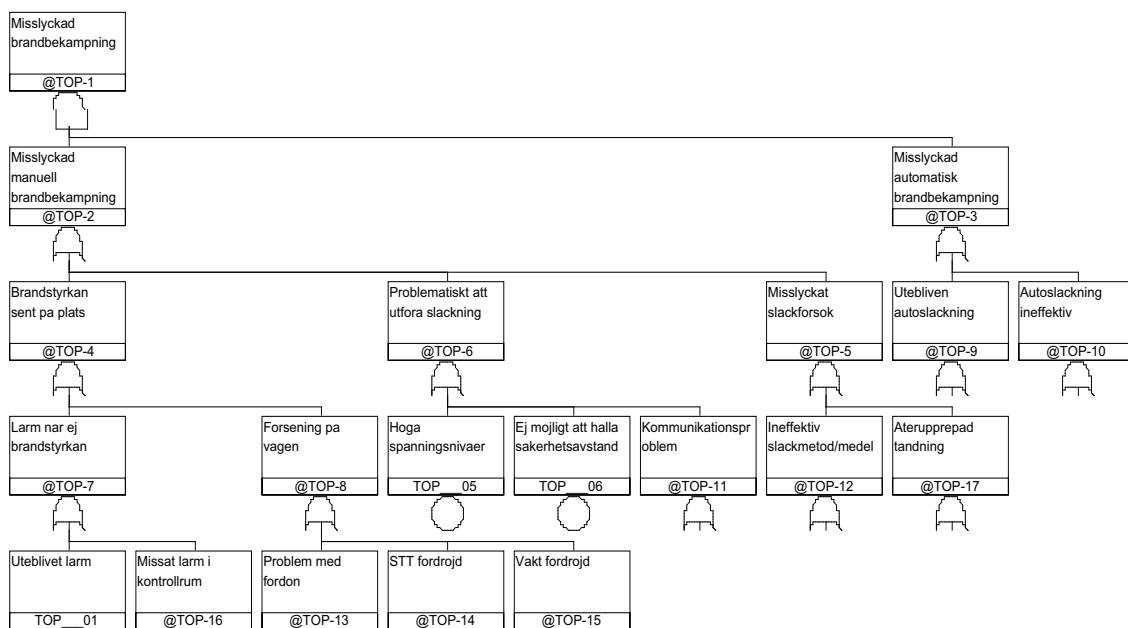 Misslyckad
brandbekampning
@TOP-1
Misslyckad
manuell
brandbekampning
@TOP-2
Misslyckad
automatisk
brandbekampning
@TOP-3
Brandstyrkan
sent pa plats
@TOP-4
Problematiskt att
utfora slackning
@TOP-6
Misslyckat
slackforsok
@TOP-5
Utebliven
autoslackning
@TOP-9
Autoslackning
ineffektiv
@TOP-10
Larm nar ej
brandstyrkan
@TOP-7
Forsening pa
vagen
@TOP-8
Hoga
spanningsnivaer
TOP___05
Ej mojligt att halla
sakerhetsavstand
TOP___06
Kommunikationspr
oblem
@TOP-11
Ineffektiv
slackmetod/medel
@TOP-12
Aterupprepad
tandning
@TOP-17
Uteblivet larm
TOP___01
Missat larm i
kontrollrum
@TOP-16
Problem med
fordon
@TOP-13
STT fordrojd
@TOP-14
Vakt fordrojd
@TOP-15